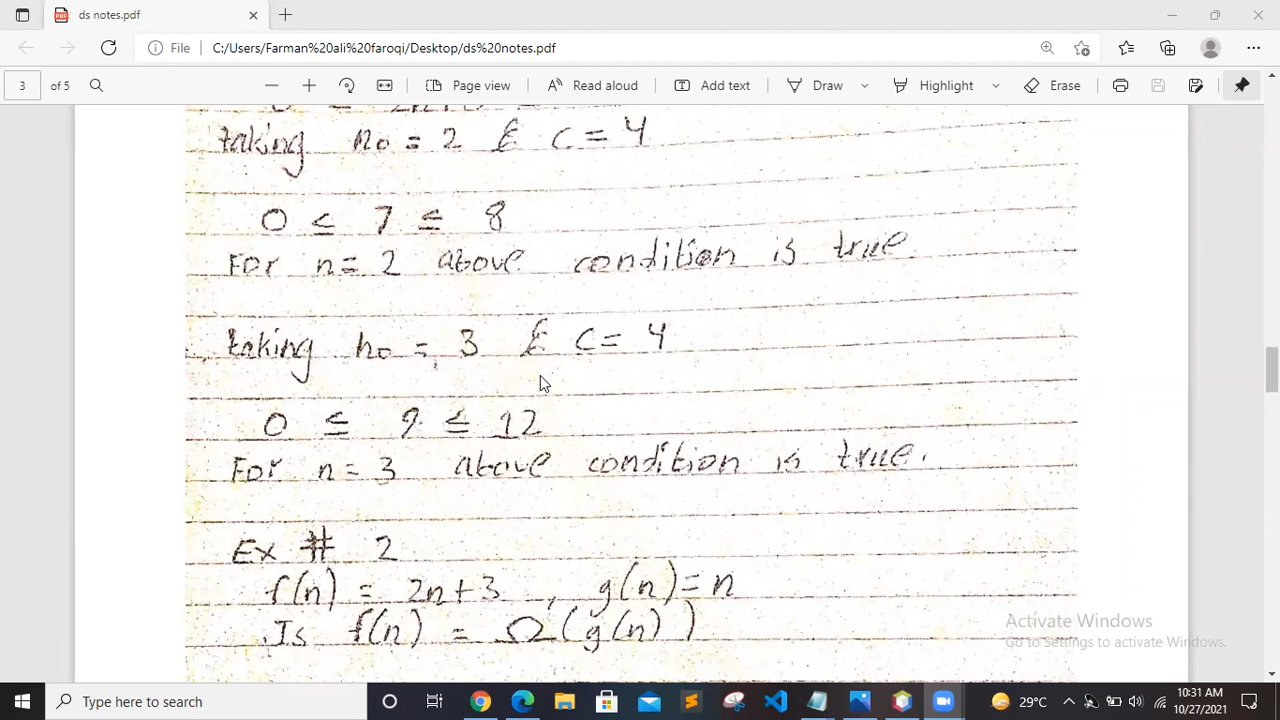 ds notes.pdf
File
C:/Users/Farman%20ali%20faroqi/Desktop/ds%20notes.pdf
3 of 5
Page view
Read aloud
Add text
Draw
Highlight
Erase
taking n₀ = 2 & c = 4
0 ≤ 7 ≤ 8
For n = 2 above condition is true.
taking n₀ = 3 & c = 4
0 ≤ 9 ≤ 12
For n = 3 above condition is true.
Ex # 2
f(n) = 2n+3 , g(n) = n
Is f(n) = Ω(g(n))
Activate Windows
Go to Settings to activate Windows.
Type here to search
29°
10:31 AM
10/27/2021